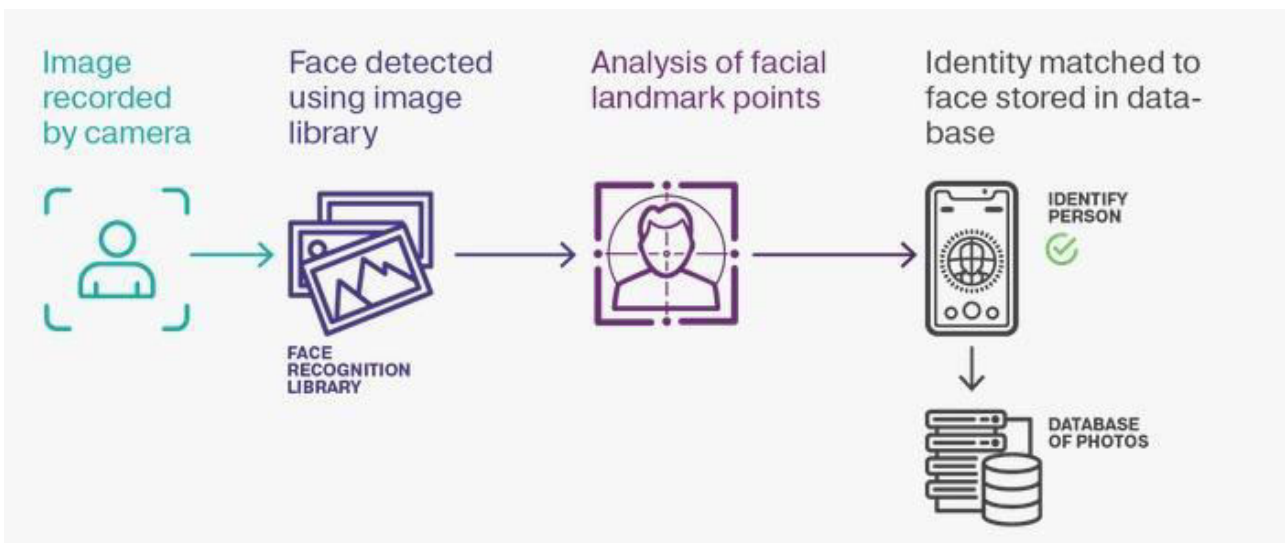 Image
recorded
by camera
Face detected
using image
library
Analysis of facial
landmark points
Identity matched to
face stored in data-
base
FACE
RECOGNITION
LIBRARY
IDENTIFY
PERSON
DATABASE
OF PHOTOS